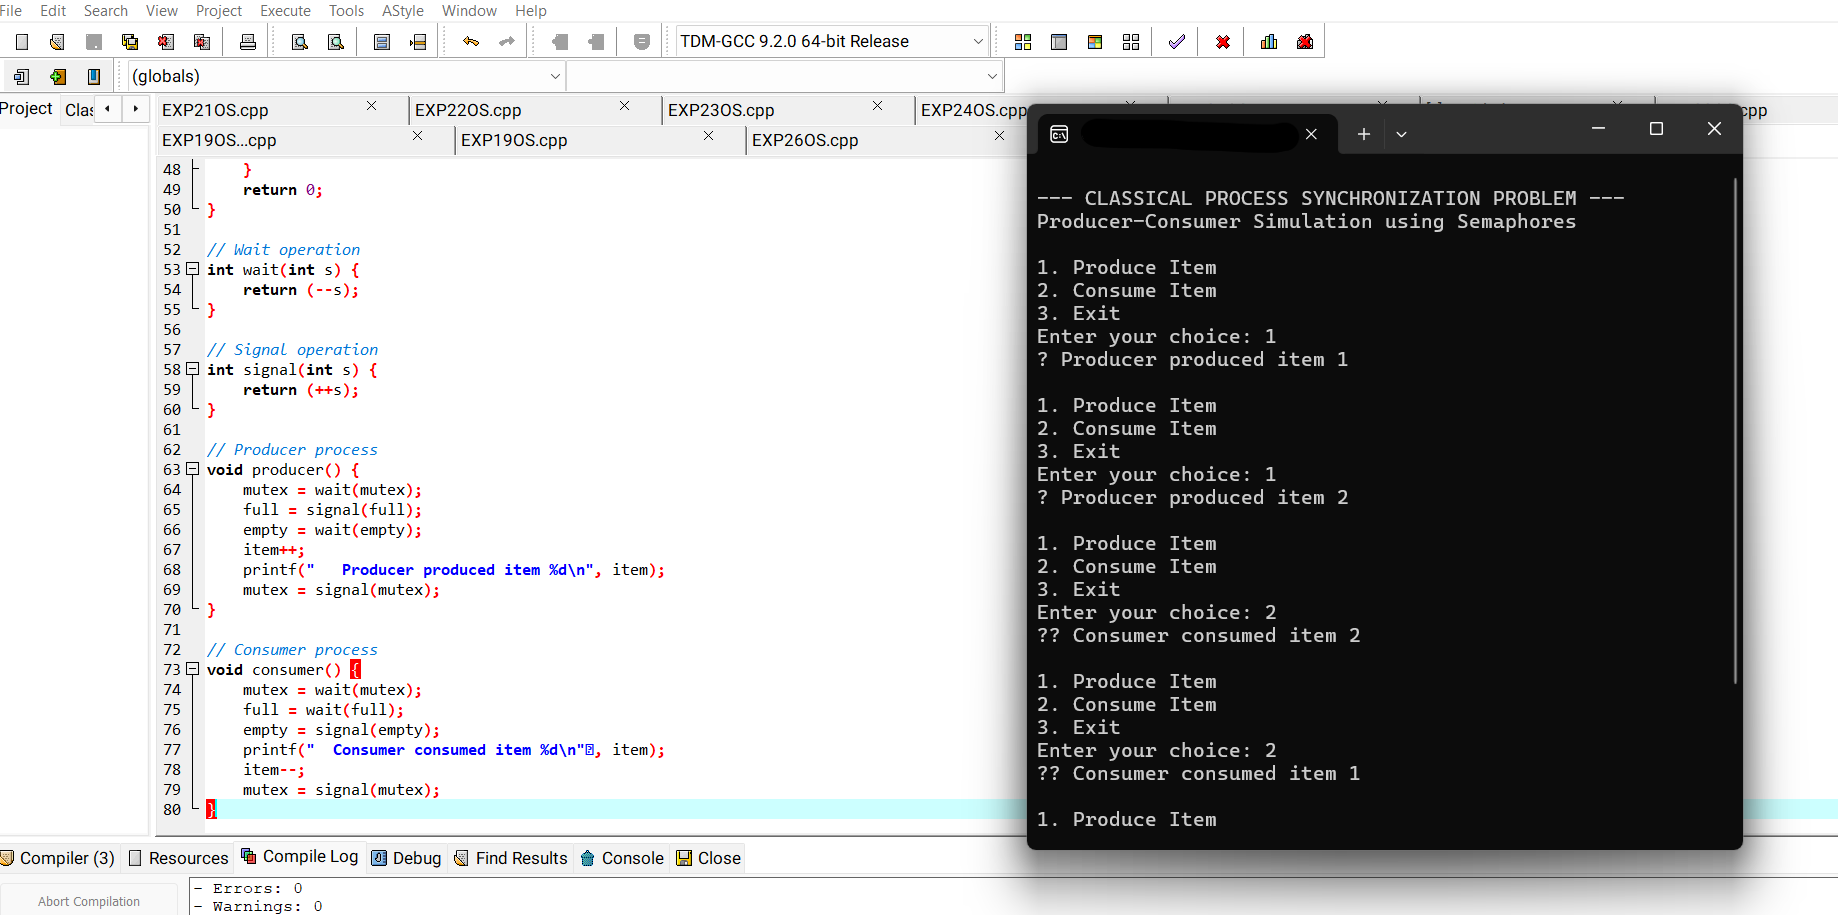 File Edit Search View Project Execute Tools AStyle Window Help
TDM-GCC 9.2.0 64-bit Release
(globals)
Project Clas
EXP21OS.cpp EXP22OS.cpp EXP23OS.cpp EXP24OS.cpp cpp
EXP19OS...cpp EXP19OS.cpp EXP26OS.cpp
48 }
49 return 0;
50 }
51
52 // Wait operation
53 int wait(int s) {
54 return (--s);
55 }
56
57 // Signal operation
58 int signal(int s) {
59 return (++s);
60 }
61
62 // Producer process
63 void producer() {
64 mutex = wait(mutex);
65 full = signal(full);
66 empty = wait(empty);
67 item++;
68 printf("   Producer produced item %d\n", item);
69 mutex = signal(mutex);
70 }
71
72 // Consumer process
73 void consumer() {
74 mutex = wait(mutex);
75 full = wait(full);
76 empty = signal(empty);
77 printf("  Consumer consumed item %d\n", item);
78 item--;
79 mutex = signal(mutex);
80 }
--- CLASSICAL PROCESS SYNCHRONIZATION PROBLEM ---
Producer-Consumer Simulation using Semaphores
1. Produce Item
2. Consume Item
3. Exit
Enter your choice: 1
? Producer produced item 1
1. Produce Item
2. Consume Item
3. Exit
Enter your choice: 1
? Producer produced item 2
1. Produce Item
2. Consume Item
3. Exit
Enter your choice: 2
?? Consumer consumed item 2
1. Produce Item
2. Consume Item
3. Exit
Enter your choice: 2
?? Consumer consumed item 1
1. Produce Item
Compiler (3) Resources Compile Log Debug Find Results Console Close
Abort Compilation
- Errors: 0
- Warnings: 0